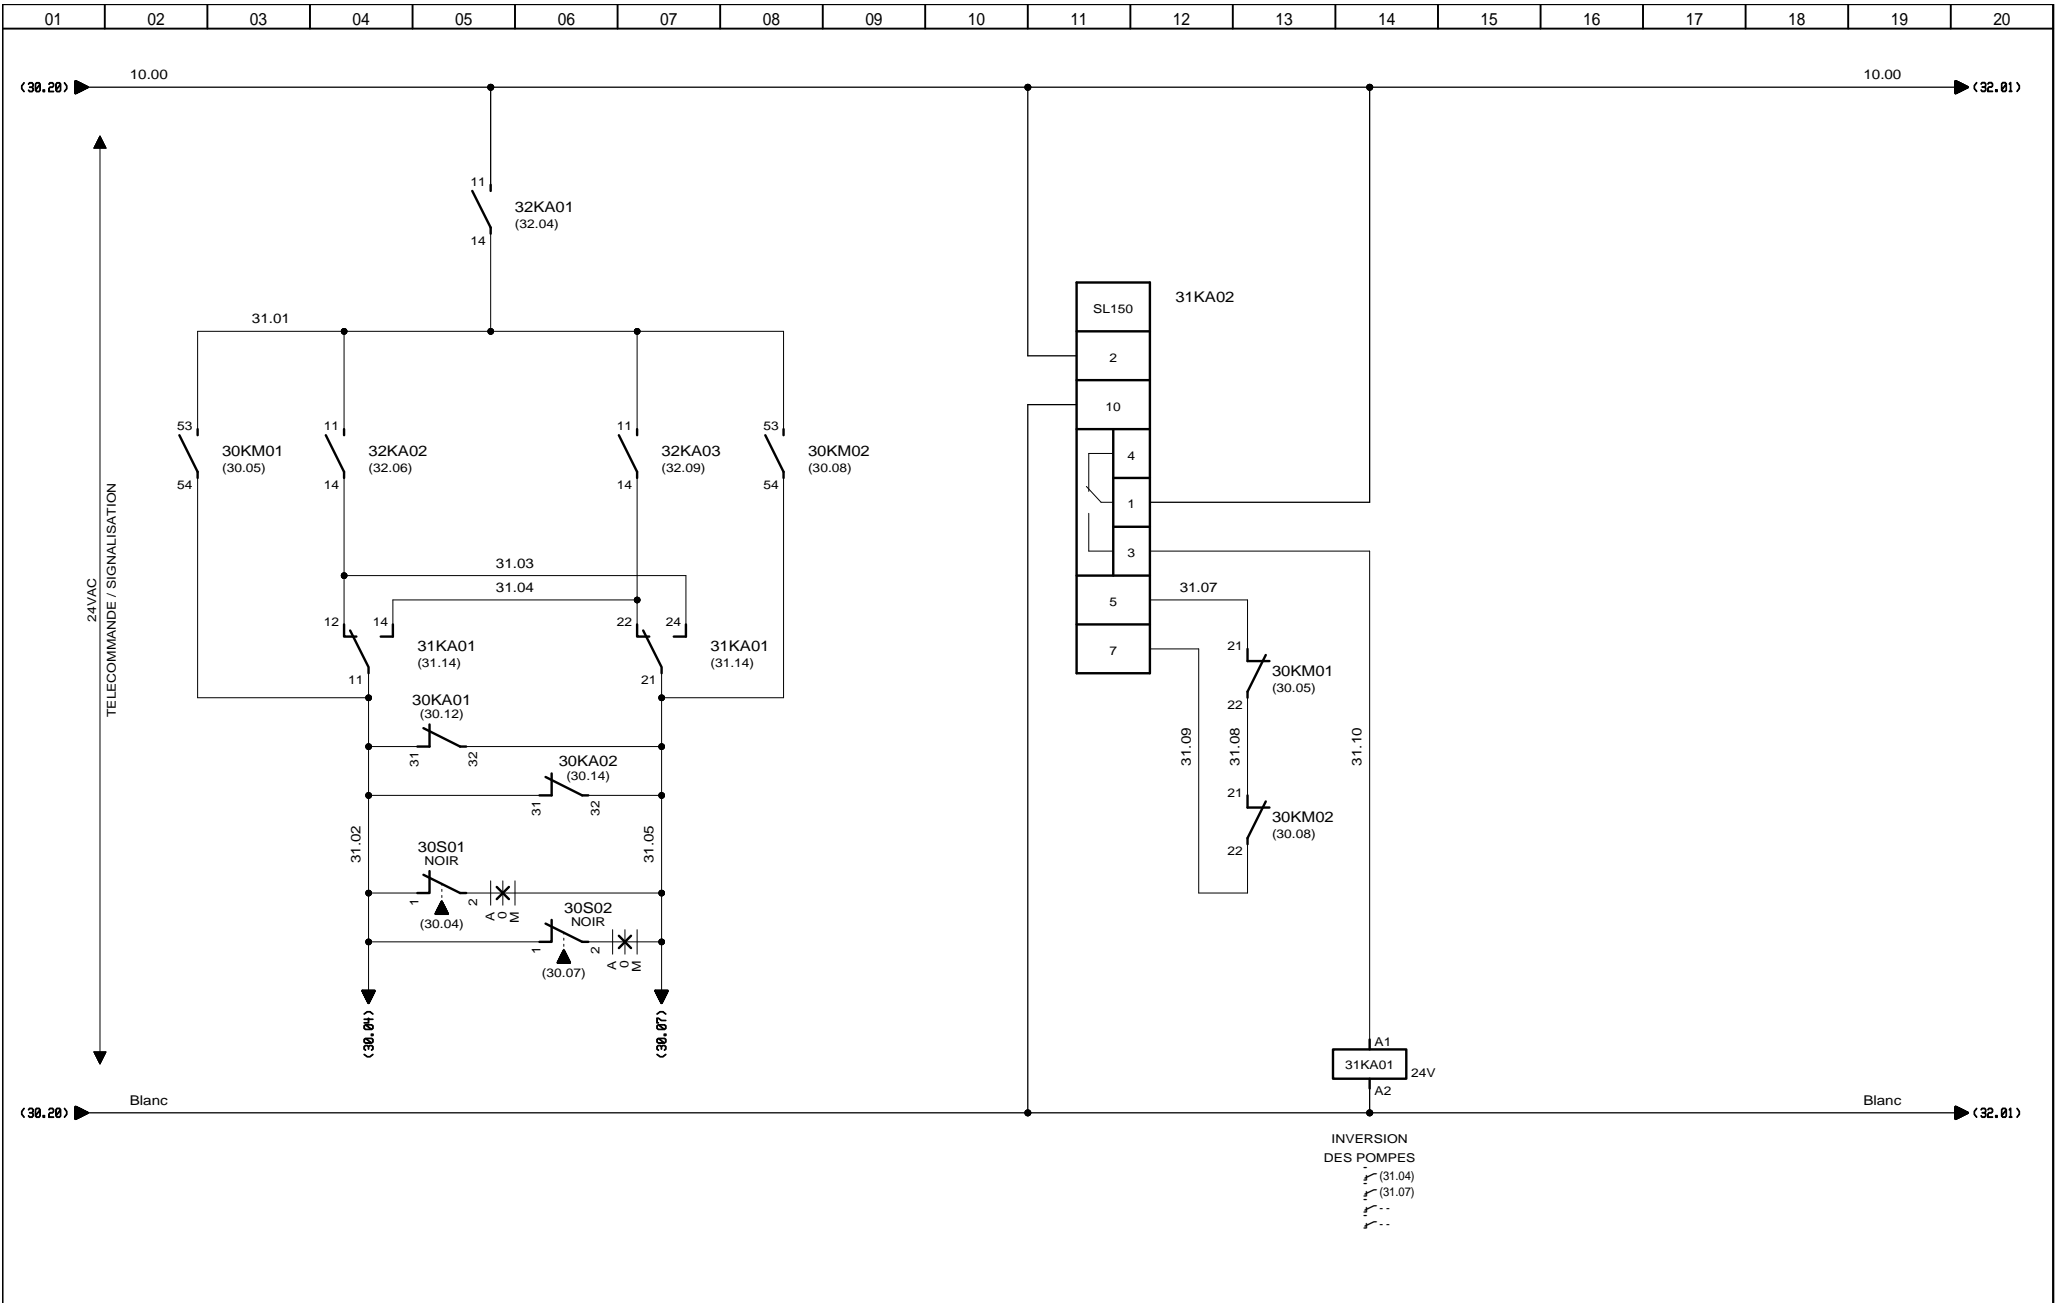 01 02 03 04 05 06 07 08 09 10 11 12 13 14 15 16 17 18 19 20
10.00 10.00
(30.20) (32.01)
11
32KA01
(32.04)
14
31KA02
SL150
31.01
2
10
53 11 11 53
30KM01 32KA02 32KA03 30KM02
(30.05) (32.06) (32.09) (30.08)
54 14 14 54
4
1
3
31.03
31.04
31.07
5
12 14 22 24
31KA01 31KA01
(31.14) (31.14)
11 21
7
21
30KM01
(30.05)
22
30KA01
(30.12)
31 32
30KA02
(30.14)
31 32
24VAC
TELECOMMANDE / SIGNALISATION
31.09 31.08 31.10
21
30KM02
(30.08)
22
31.02 31.05
30S01
NOIR
1 2 A 0 M
(30.04)
30S02
NOIR
1 2 A 0 M
(30.07)
(30.04) (30.07)
A1
31KA01 24V
A2
Blanc Blanc
(30.20) (32.01)
INVERSION
DES POMPES
(31.04)
(31.07)
--
--